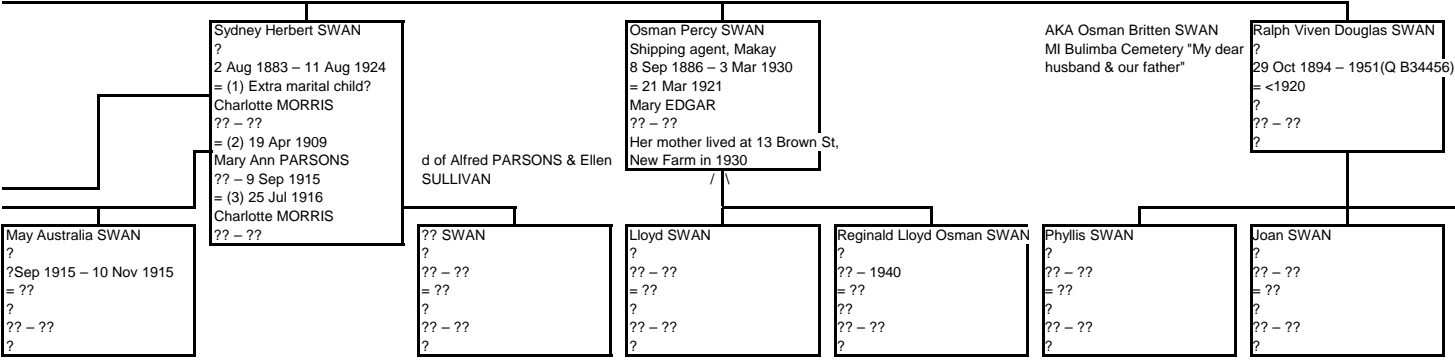 Sydney Herbert SWAN
?
2 Aug 1883 – 11 Aug 1924
= (1) Extra marital child?
Charlotte MORRIS
?? – ??
= (2) 19 Apr 1909
Mary Ann PARSONS
?? – 9 Sep 1915
= (3) 25 Jul 1916
Charlotte MORRIS
?? – ??
d of Alfred PARSONS & Ellen
SULLIVAN
Osman Percy SWAN
Shipping agent, Makay
8 Sep 1886 – 3 Mar 1930
= 21 Mar 1921
Mary EDGAR
?? – ??
Her mother lived at 13 Brown St,
New Farm in 1930
/ \
AKA Osman Britten SWAN
MI Bulimba Cemetery "My dear
husband & our father"
Ralph Viven Douglas SWAN
?
29 Oct 1894 – 1951(Q B34456)
= <1920
?
?? – ??
?
May Australia SWAN
?
?Sep 1915 – 10 Nov 1915
= ??
?
?? – ??
?
?? SWAN
?
?? – ??
= ??
?
?? – ??
?
Lloyd SWAN
?
?? – ??
= ??
?
?? – ??
?
Reginald Lloyd Osman SWAN
?
?? – 1940
= ??
??
?? – ??
?
Phyllis SWAN
?
?? – ??
= ??
?
?? – ??
?
Joan SWAN
?
?? – ??
= ??
?
?? – ??
?